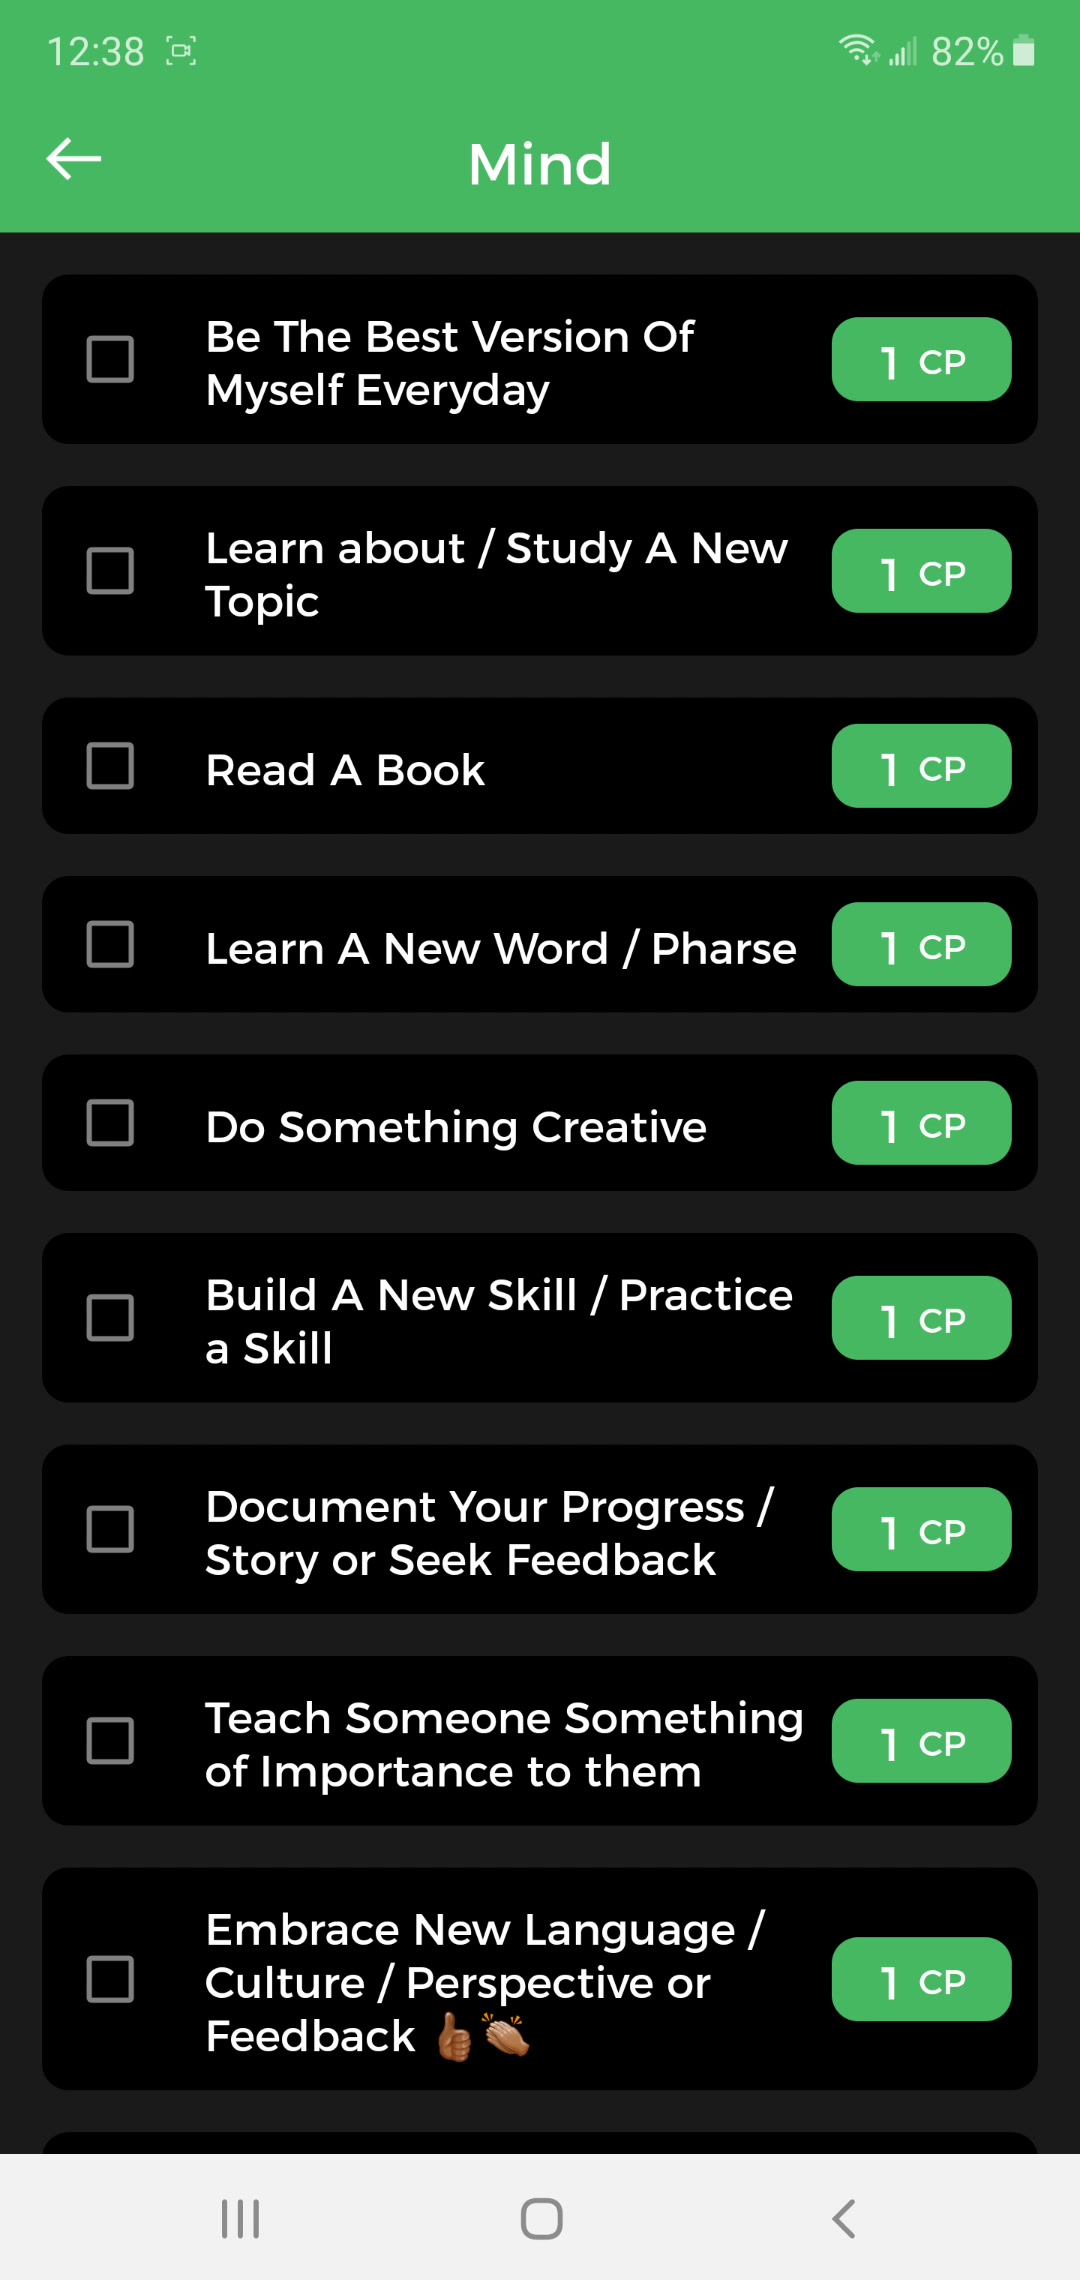 12:38
82%
Mind
Be The Best Version Of
Myself Everyday
1 CP
Learn about / Study A New
Topic
1 CP
Read A Book
1 CP
Learn A New Word / Pharse
1 CP
Do Something Creative
1 CP
Build A New Skill / Practice
a Skill
1 CP
Document Your Progress /
Story or Seek Feedback
1 CP
Teach Someone Something
of Importance to them
1 CP
Embrace New Language /
Culture / Perspective or
Feedback 👍🏾👏🏽
1 CP